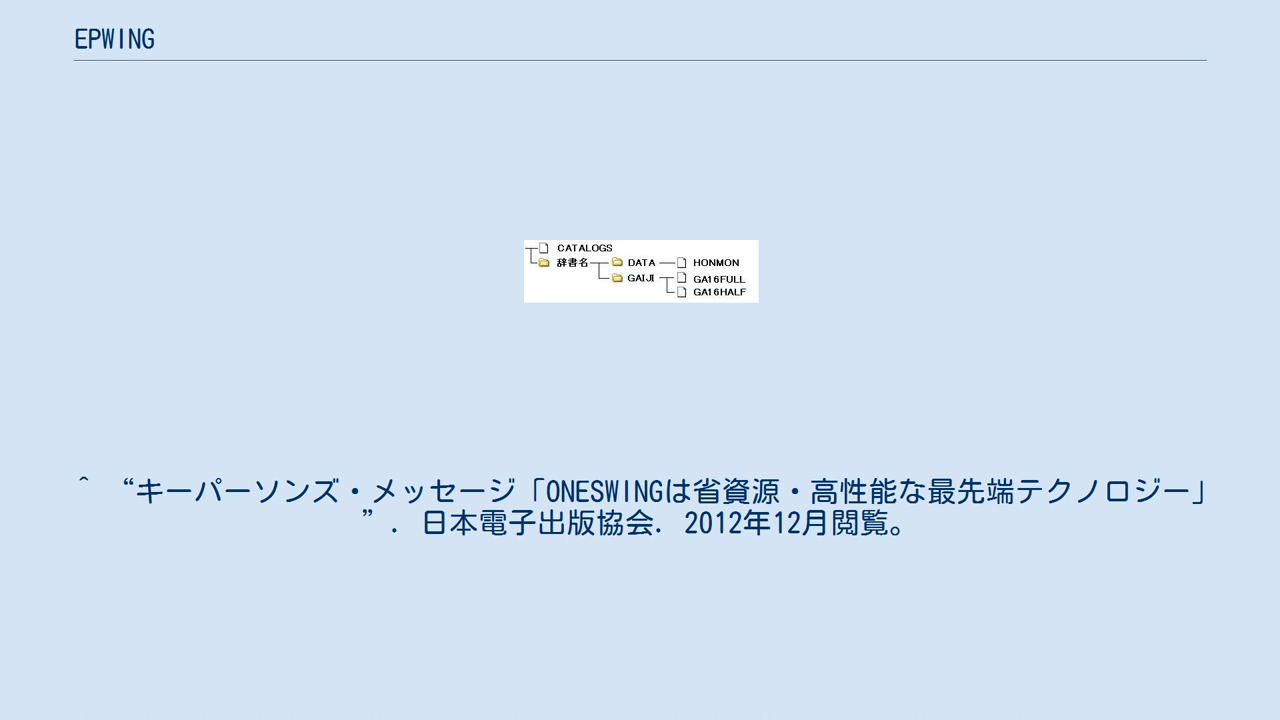 EPWING
CATALOGS
辞書名 DATA HONMON
GAIJI GA16FULL
GA16HALF
^ “キーパーソンズ・メッセージ「ONESWINGは省資源・高性能な最先端テクノロジー」
”. 日本電子出版協会. 2012年12月閲覧。